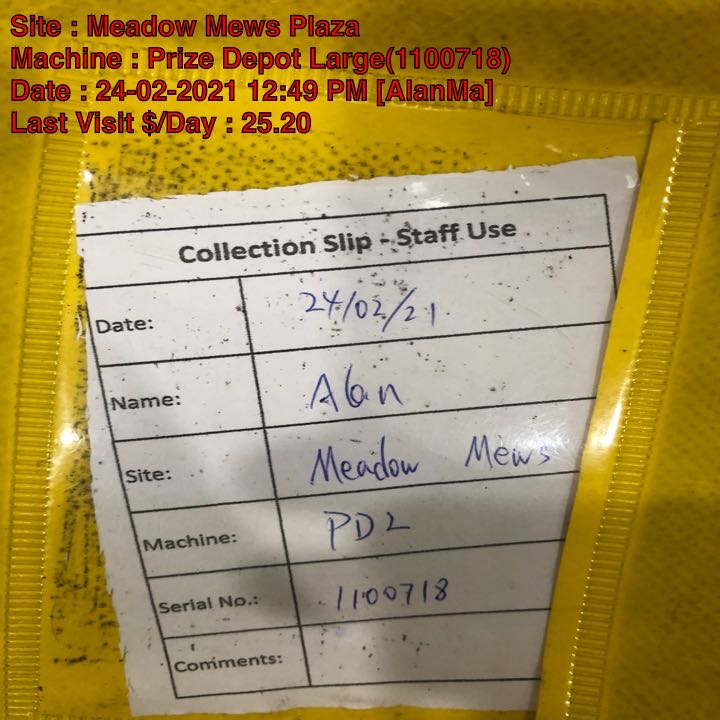 Site : Meadow Mews Plaza
Machine : Prize Depot Large(1100718)
Date : 24-02-2021 12:49 PM [AlanMa]
Last Visit $/Day : 25.20
Collection Slip - Staff Use
Date: 24/02/21
Name: Alan
Site: Meadow Mews
Machine: PDL
Serial No.: 1100718
Comments: